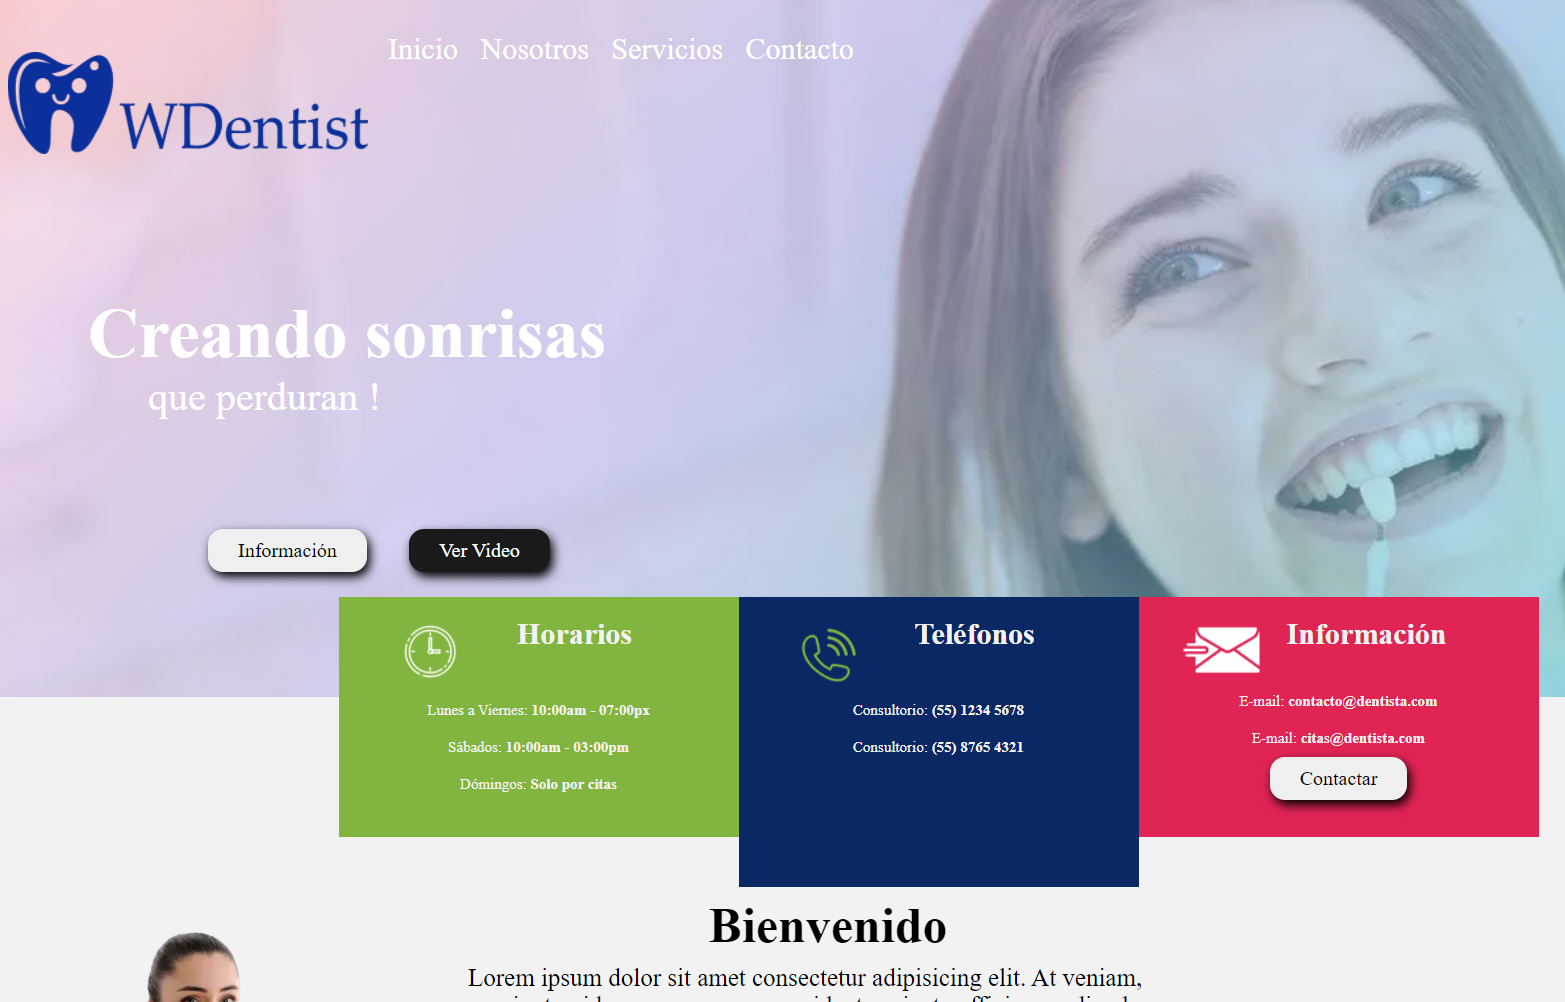 Inicio Nosotros Servicios Contacto
WDentist
Creando sonrisas
que perduran !
Información Ver Video
Horarios
Lunes a Viernes: 10:00am - 07:00px
Sábados: 10:00am - 03:00pm
Dómingos: Solo por citas
Teléfonos
Consultorio: (55) 1234 5678
Consultorio: (55) 8765 4321
Información
E-mail: contacto@dentista.com
E-mail: citas@dentista.com
Contactar
Bienvenido
Lorem ipsum dolor sit amet consectetur adipisicing elit. At veniam,